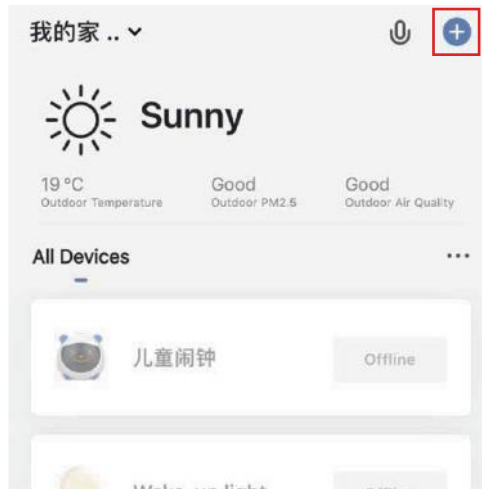 我的家 ..
Sunny
19 °C Good Good
Outdoor Temperature Outdoor PM2.5 Outdoor Air Quality
All Devices
儿童闹钟 Offline